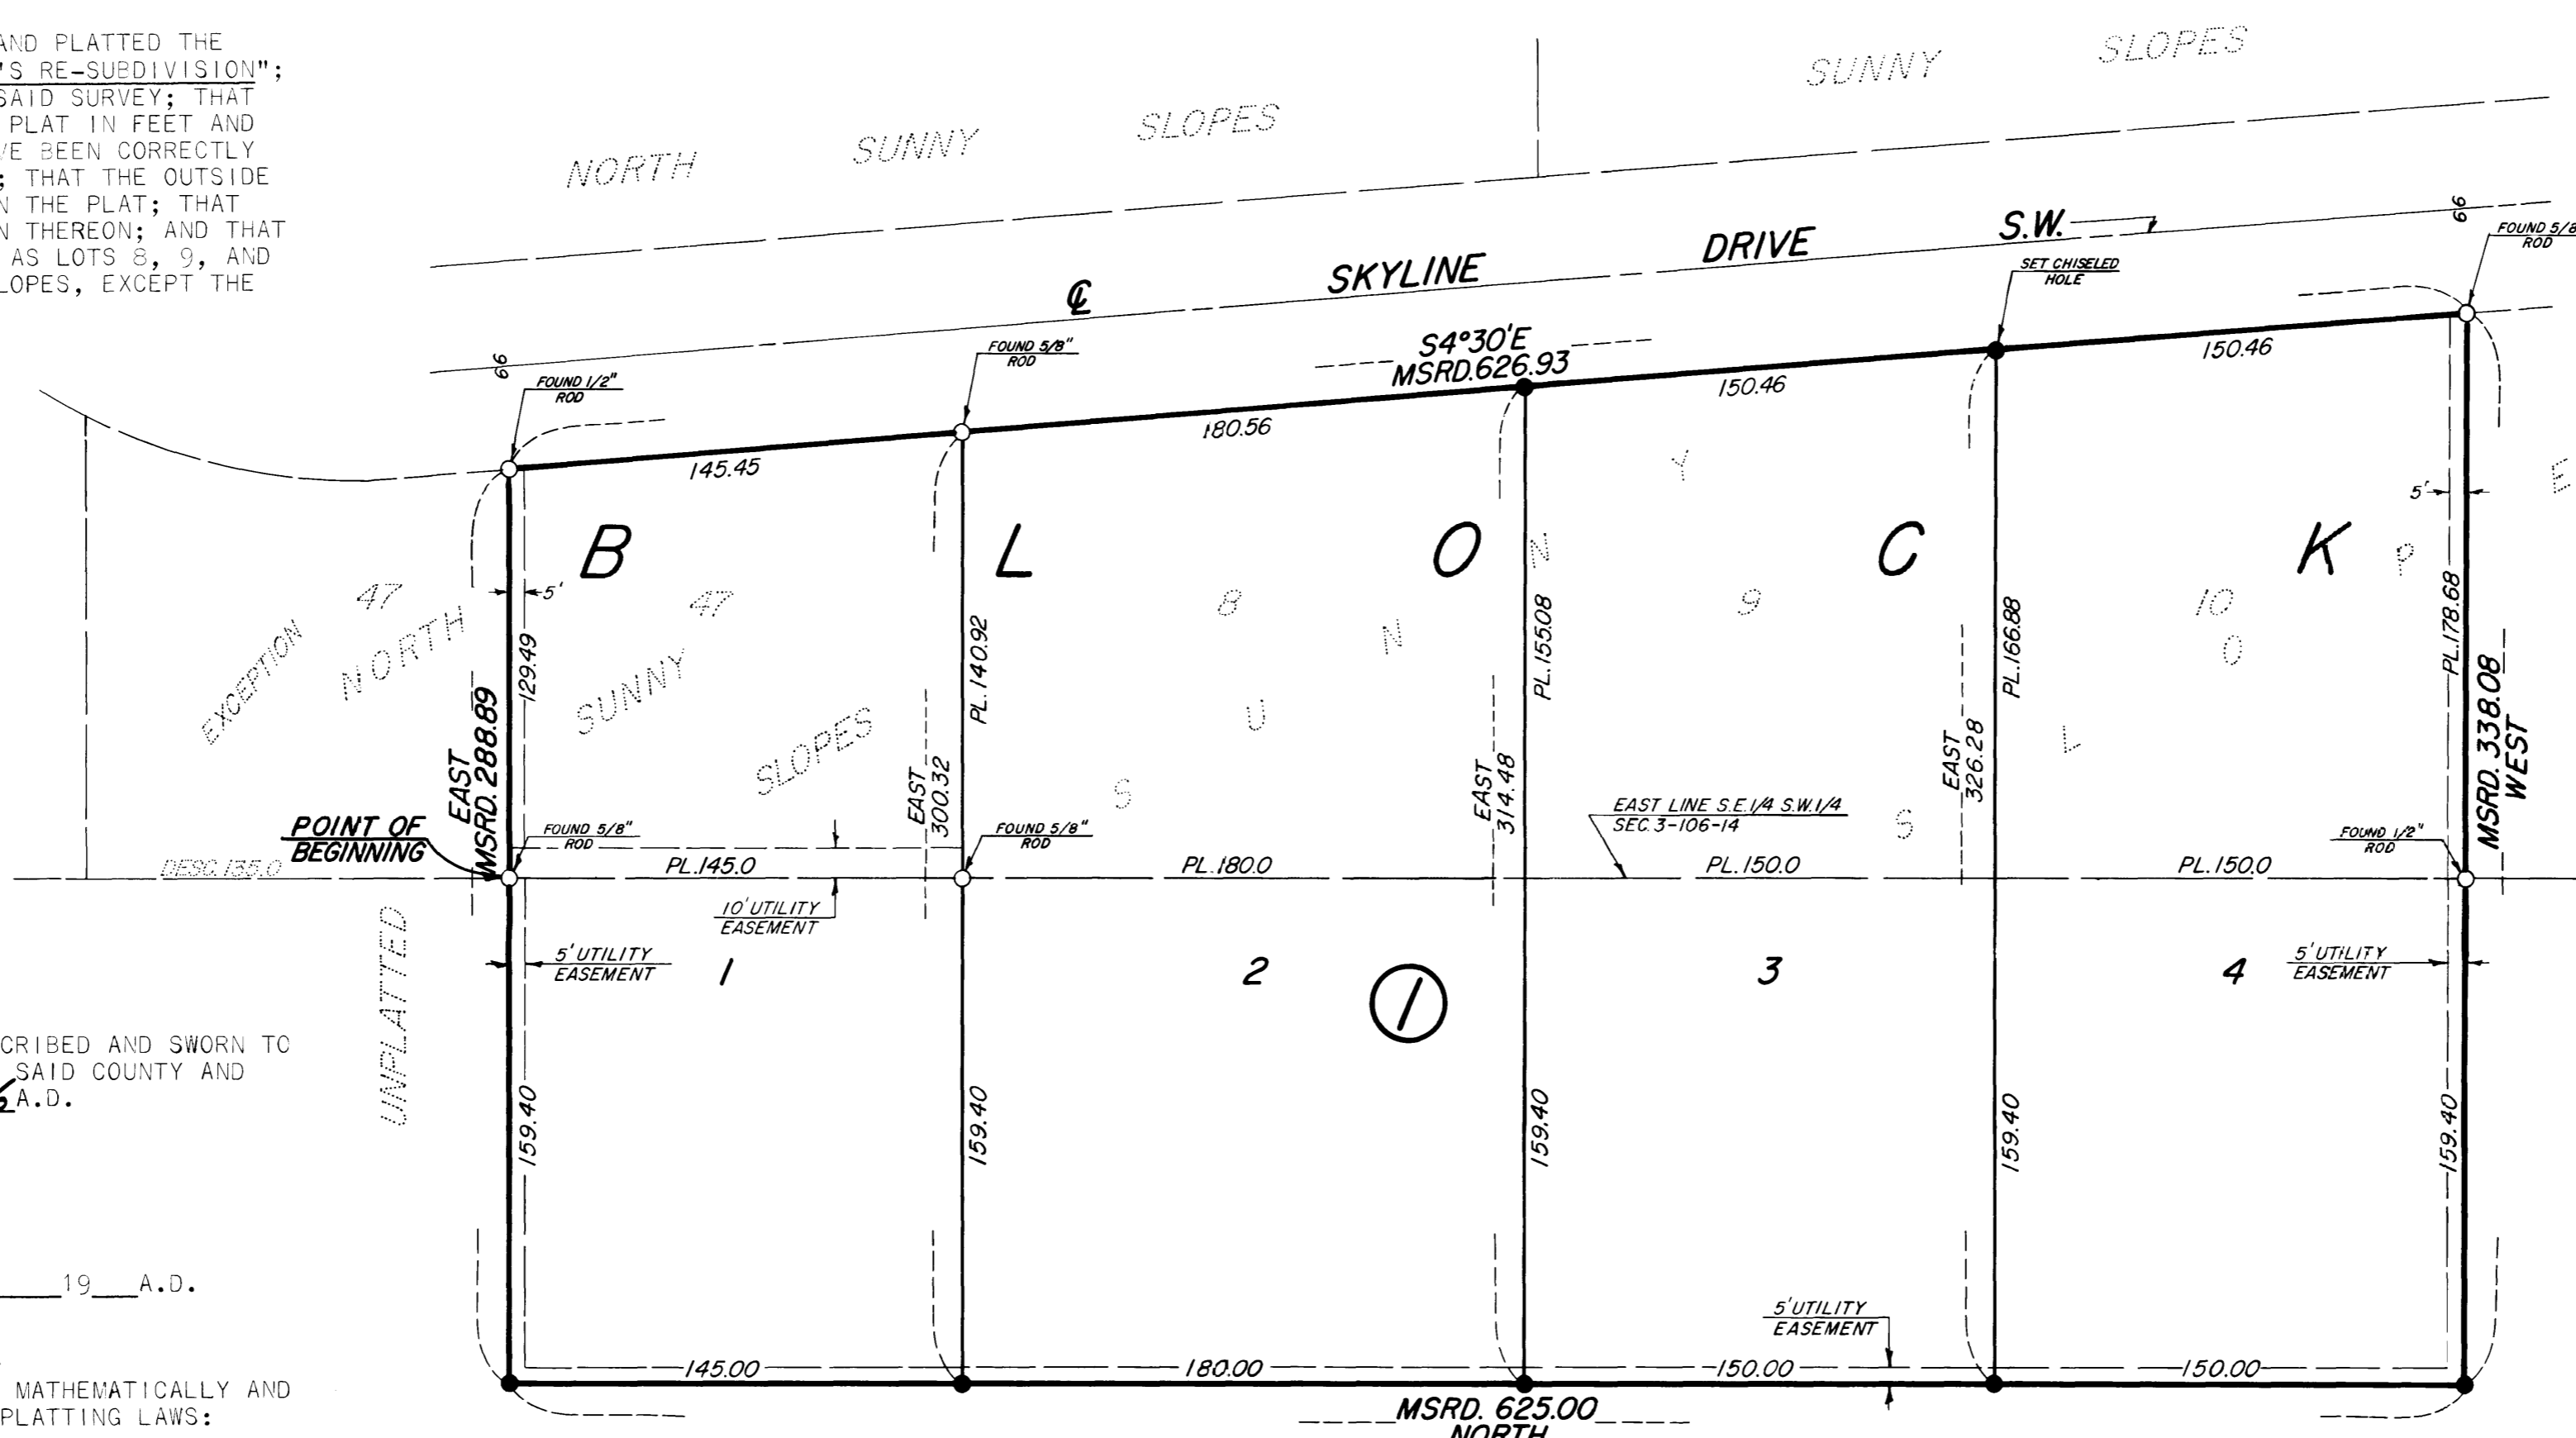 AND PLATTED THE
'S RE-SUBDIVISION";
SAID SURVEY; THAT
PLAT IN FEET AND
VE BEEN CORRECTLY
; THAT THE OUTSIDE
N THE PLAT; THAT
N THEREON; AND THAT
AS LOTS 8, 9, AND
LOPES, EXCEPT THE
NORTH SUNNY SLOPES
SUNNY SLOPES
66
66
℄ SKYLINE DRIVE S.W.
FOUND 1/2"
ROD
FOUND 5/8"
ROD
SET CHISELED
HOLE
FOUND 5/8
ROD
S4°30'E
MSRD.626.93
145.45
180.56
150.46
150.46
B L O C K
5'
5'
47
47
8
9
10
EXCEPTION
NORTH
SUNNY
SLOPES
S U N N Y
S L O P E
129.49
PL.140.92
PL.155.08
PL.166.88
PL.178.68
EAST
MSRD.288.89
EAST
300.32
EAST
314.48
EAST
326.28
MSRD. 338.08
WEST
POINT OF
BEGINNING
FOUND 5/8"
ROD
FOUND 5/8"
ROD
EAST LINE S.E.1/4 S.W.1/4
SEC.3-106-14
FOUND 1/2"
ROD
DESC.135.0
PL.145.0
PL.180.0
PL.150.0
PL.150.0
10' UTILITY
EASEMENT
5' UTILITY
EASEMENT
5' UTILITY
EASEMENT
UNPLATTED
1
2
3
4
1
159.40
159.40
159.40
159.40
159.40
5' UTILITY
EASEMENT
145.00
180.00
150.00
150.00
MSRD. 625.00
NORTH
CRIBED AND SWORN TO
SAID COUNTY AND
A.D.
19 A.D.
MATHEMATICALLY AND
PLATTING LAWS: